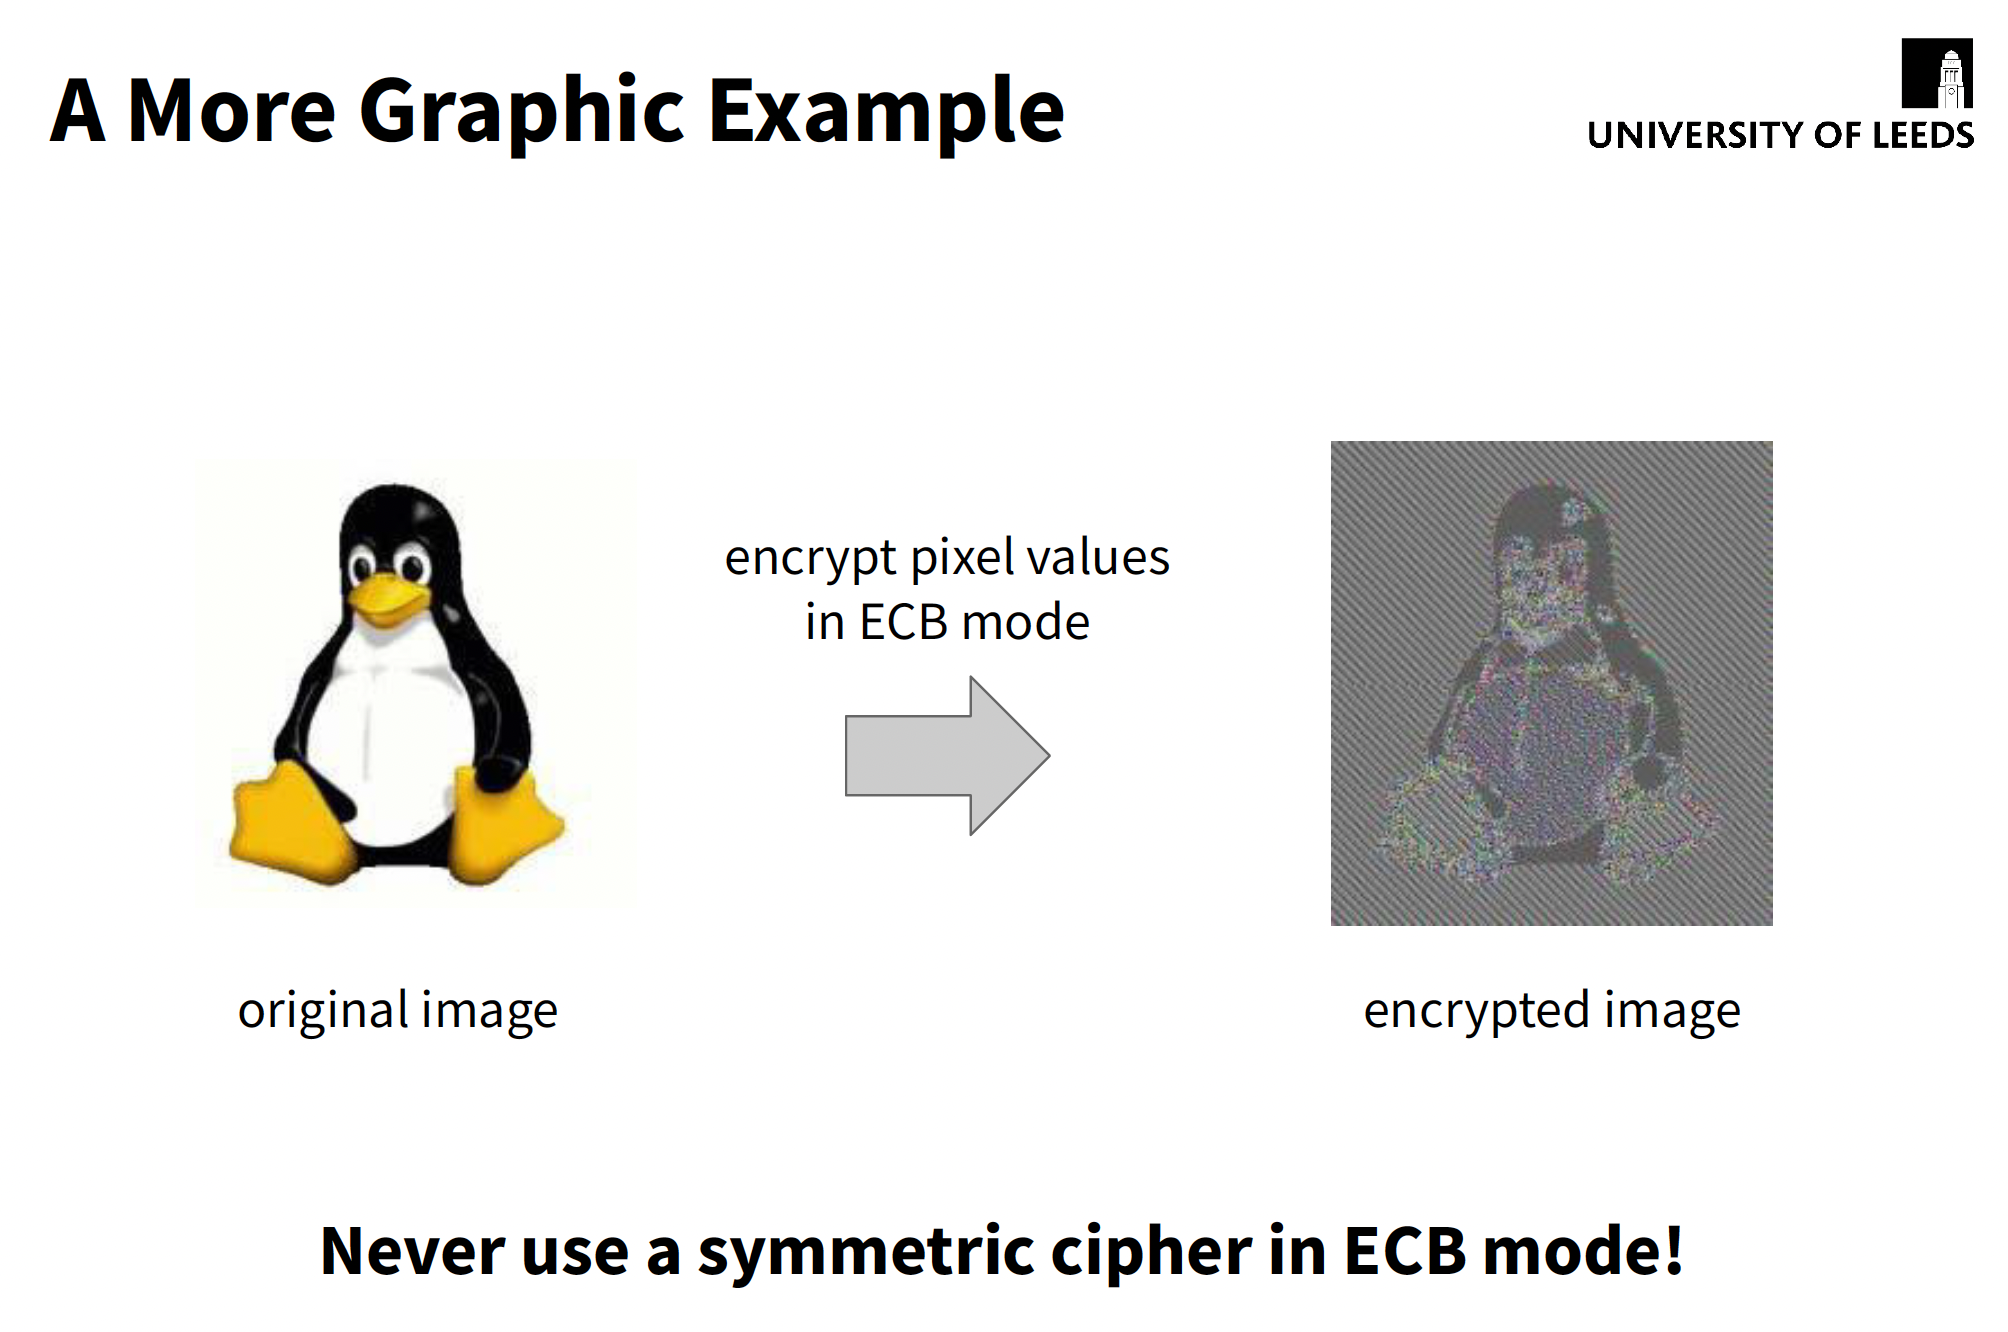 A More Graphic Example
UNIVERSITY OF LEEDS
encrypt pixel values
in ECB mode
original image
encrypted image
Never use a symmetric cipher in ECB mode!